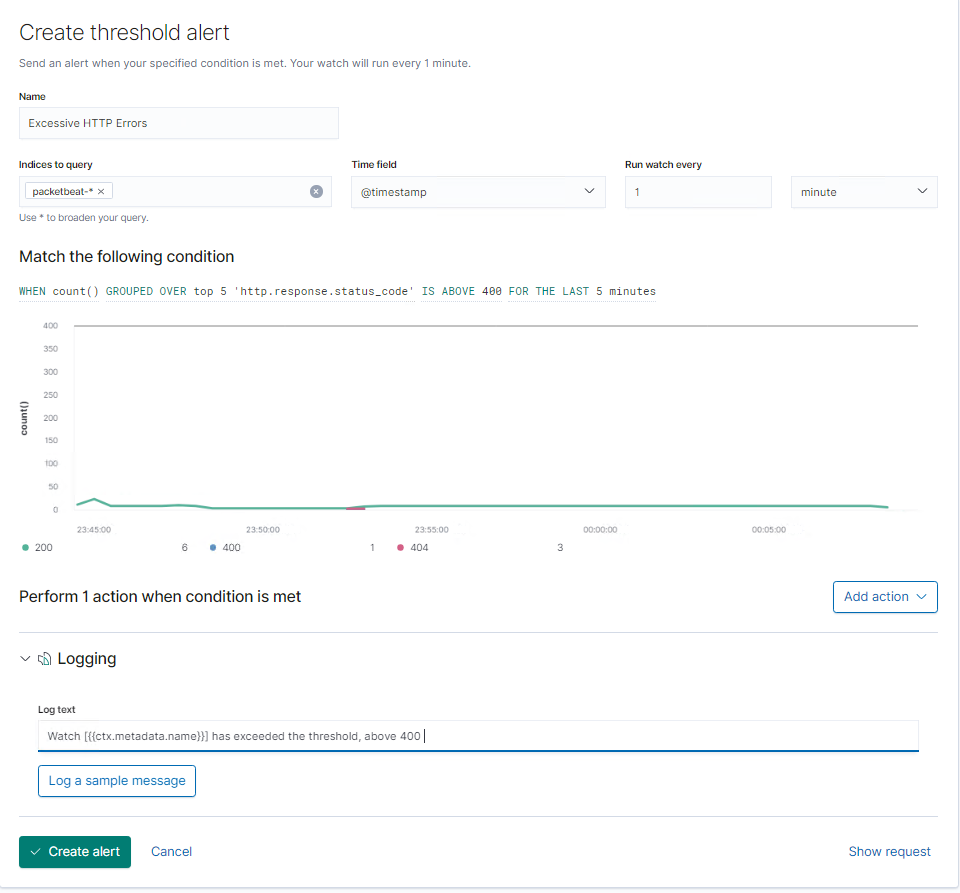 Create threshold alert
Send an alert when your specified condition is met. Your watch will run every 1 minute.
Name
Excessive HTTP Errors
Indices to query
Time field
Run watch every
packetbeat-* ×
@timestamp
1
minute
Use * to broaden your query.
Match the following condition
WHEN count() GROUPED OVER top 5 'http.response.status_code' IS ABOVE 400 FOR THE LAST 5 minutes
400
350
300
250
200
150
100
50
0
count()
23:45:00 23:50:00 23:55:00 00:00:00 00:05:00
200 6 400 1 404 3
Perform 1 action when condition is met
Add action
Logging
Log text
Watch [{{ctx.metadata.name}}] has exceeded the threshold, above 400
Log a sample message
Create alert
Cancel
Show request